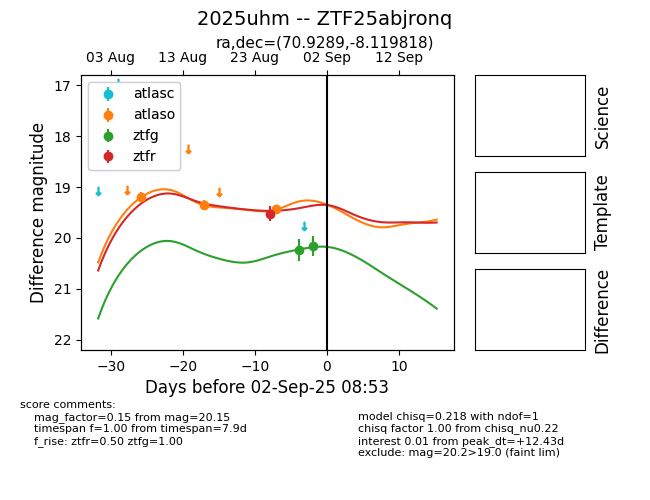 2025uhm -- ZTF25abjronq
ra,dec=(70.9289,-8.119818)
03 Aug 13 Aug 23 Aug 02 Sep 12 Sep
17
18
19
20
21
22
Difference magnitude
atlasc
atlaso
ztfg
ztfr
−30 −20 −10 0 10
Days before 02-Sep-25 08:53
Science
Template
Difference
score comments:
mag_factor=0.15 from mag=20.15
timespan f=1.00 from timespan=7.9d
f_rise: ztfr=0.50 ztfg=1.00
model chisq=0.218 with ndof=1
chisq factor 1.00 from chisq_nu0.22
interest 0.01 from peak_dt=+12.43d
exclude: mag=20.2>19.0 (faint lim)